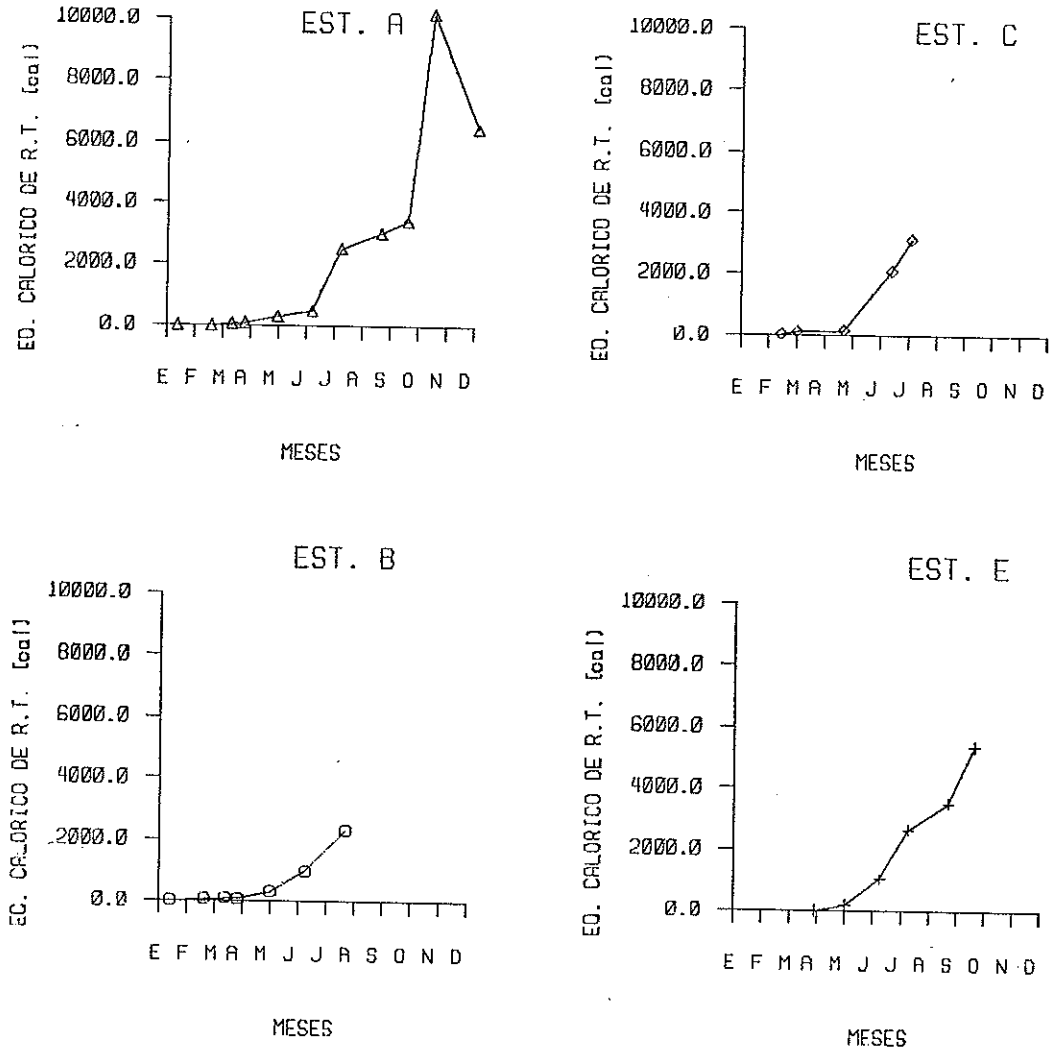 EST. A
10000.0
8000.0
6000.0
4000.0
2000.0
0.0
EQ. CALORICO DE R.T. [cal]
E F M A M J J A S O N D
MESES
EST. C
10000.0
8000.0
6000.0
4000.0
2000.0
0.0
EQ. CALORICO DE R.T. [cal]
E F M A M J J A S O N D
MESES
EST. B
10000.0
8000.0
6000.0
4000.0
2000.0
0.0
EQ. CALORICO DE R.T. [cal]
E F M A M J J A S O N D
MESES
EST. E
10000.0
8000.0
6000.0
4000.0
2000.0
0.0
EQ. CALORICO DE R.T. [cal]
E F M A M J J A S O N D
MESES